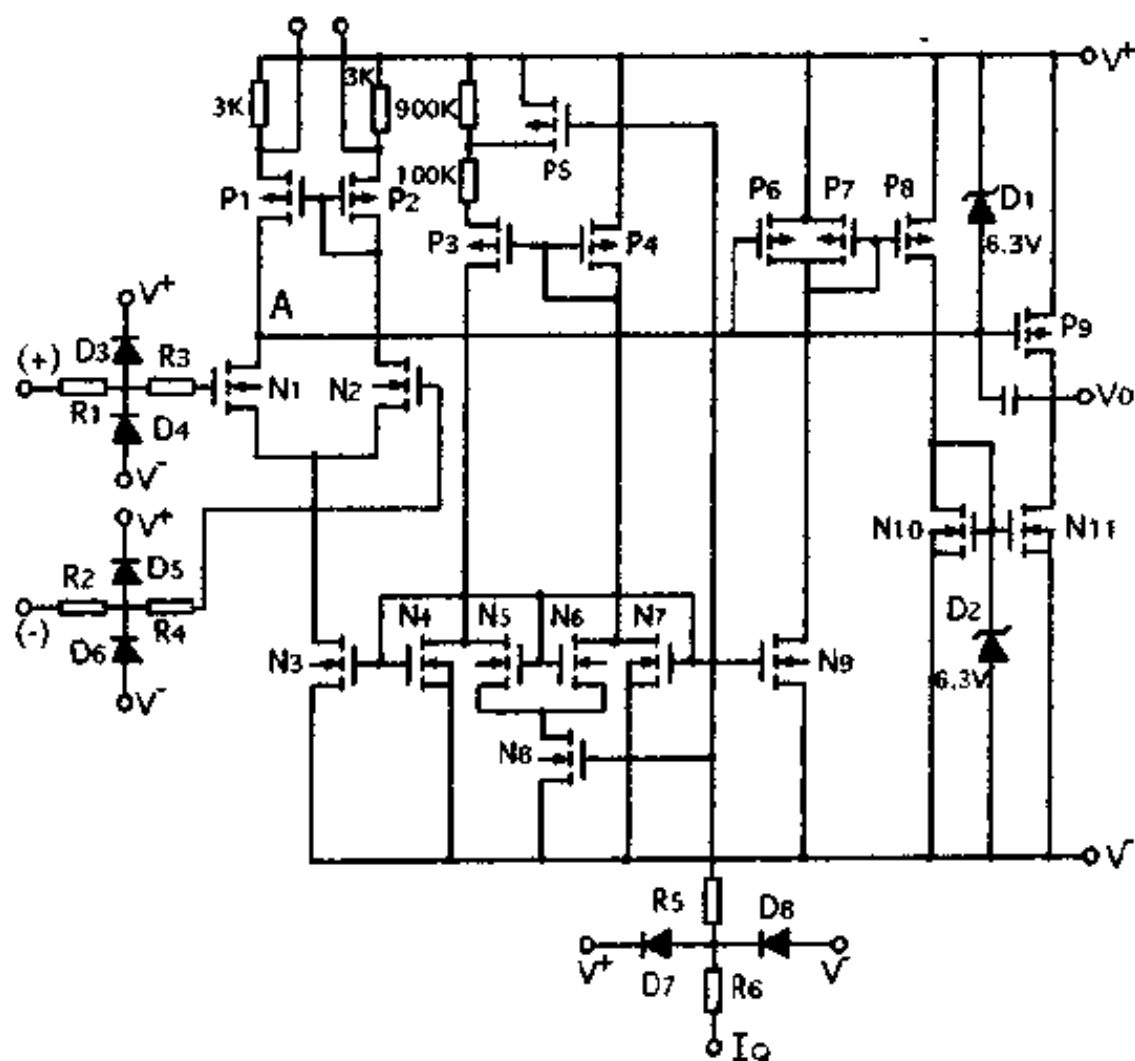 V+
3K
3K
900K
100K
P5
P1
P2
P3
P4
P6
P7
P8
D1
6.3V
P9
A
V+
D3
R3
(+)
R1
D4
V-
N1
N2
V0
V+
R2
D5
(-)
R4
D6
V-
N10
N11
D2
6.3V
N4
N5
N6
N7
N3
N9
N8
V-
R5
D8
V+
V-
D7
R6
IQ